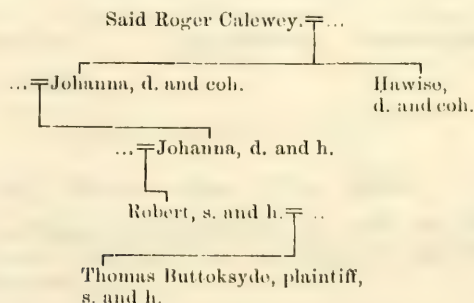 Said Roger Calewey.=...
...=Johanna, d. and coh. Hawise,
d. and coh.
...=Johanna, d. and h.
Robert, s. and h.= ..
Thomas Buttoksyde, plaintiff,
s. and h.